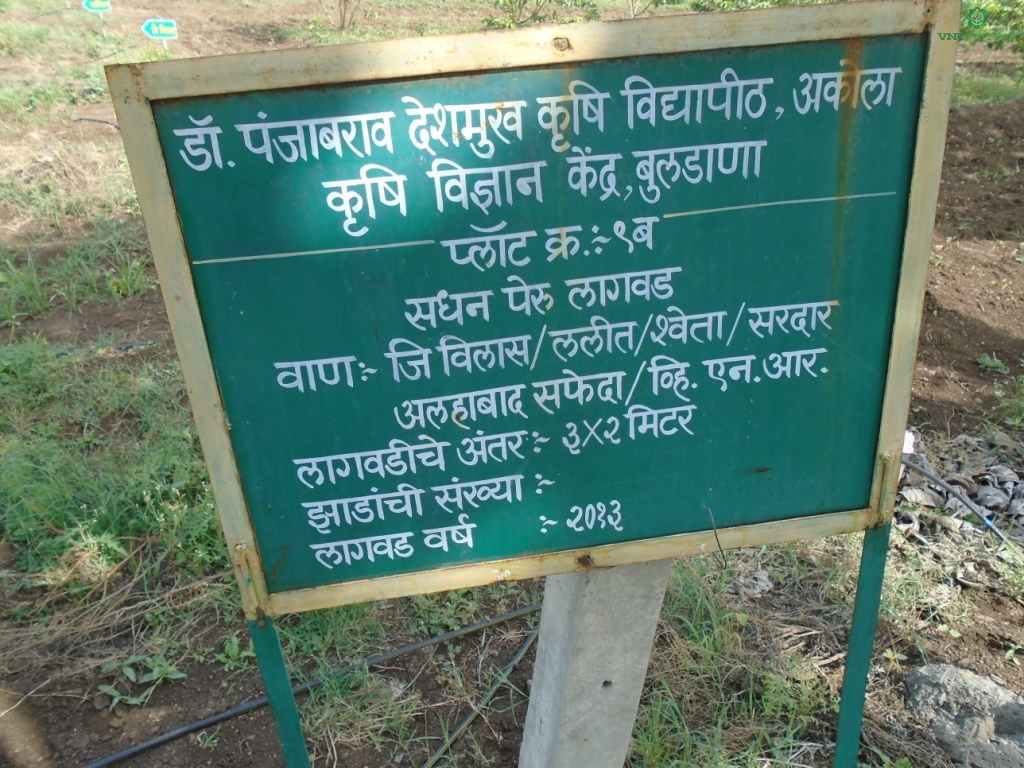 डॉ. पंजाबराव देशमुख कृषि विद्यापीठ, अकोला
कृषि विज्ञान केंद्र, बुलडाणा
प्लॉट क्र.:- ९ब
सधन पेरु लागवड
वाण:- जि विलास/ललीत/श्वेता/सरदार
अलहाबाद सफेदा/व्हि. एन.आर.
लागवडीचे अंतर :- ३X२ मिटर
झाडांची संख्या :-
लागवड वर्ष :- २०१३